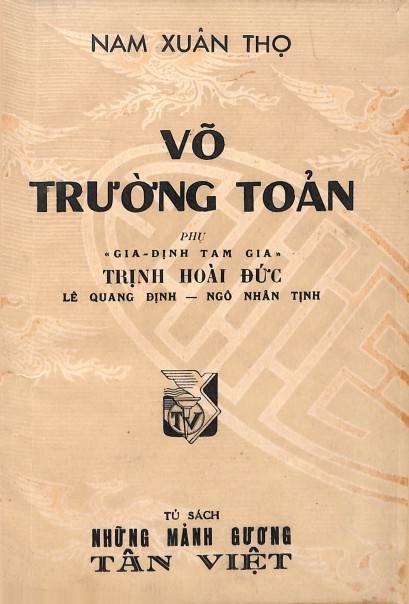 NAM XUÂN THỌ
VÕ
TRƯỜNG TOẢN
PHỤ
«GIA-ĐỊNH TAM GIA»
TRỊNH HOÀI ĐỨC
LÊ QUANG ĐỊNH — NGÔ NHÂN TỊNH
TV
TỦ SÁCH
NHỮNG MẢNH GƯƠNG
TÂN VIỆT